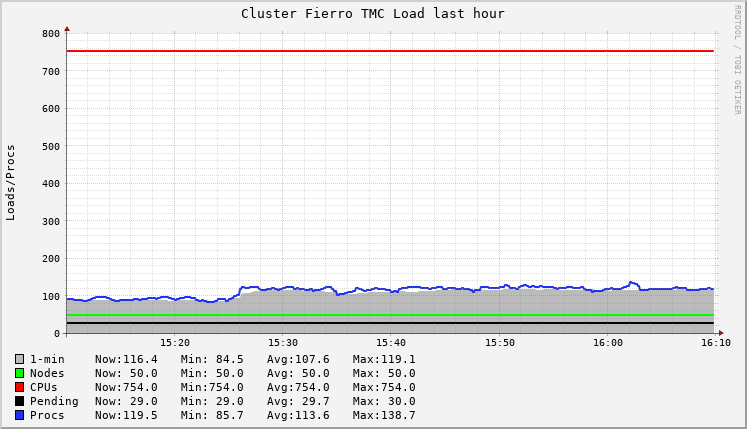 Cluster Fierro TMC Load last hour
RRDTOOL / TOBI OETIKER
Loads/Procs
800
700
600
500
400
300
200
100
0
15:20 15:30 15:40 15:50 16:00 16:10
1-min Now:116.4 Min: 84.5 Avg:107.6 Max:119.1
Nodes Now: 50.0 Min: 50.0 Avg: 50.0 Max: 50.0
CPUs Now:754.0 Min:754.0 Avg:754.0 Max:754.0
Pending Now: 29.0 Min: 29.0 Avg: 29.7 Max: 30.0
Procs Now:119.5 Min: 85.7 Avg:113.6 Max:138.7